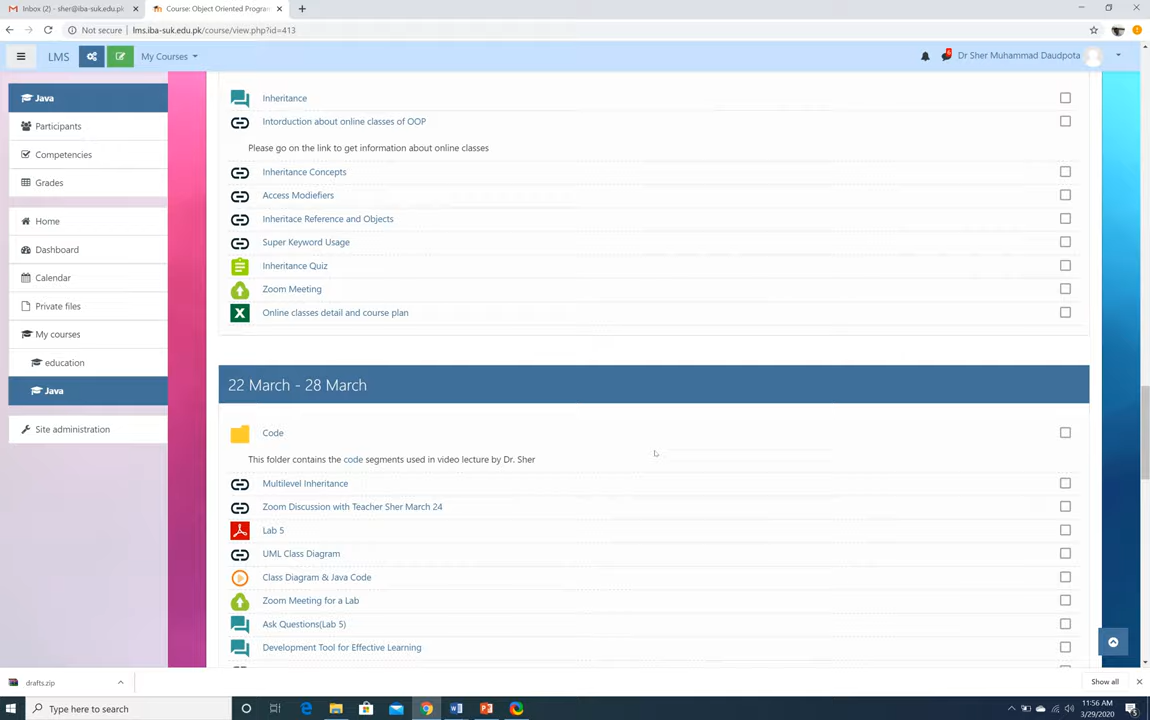 Inbox (2) - sher@iba-suk.edu.pk
Course: Object Oriented Program
Not secure
lms.iba-suk.edu.pk/course/view.php?id=413
LMS
My Courses
6
Dr Sher Muhammad Daudpota
Java
Participants
Competencies
Grades
Home
Dashboard
Calendar
Private files
My courses
education
Java
Site administration
Inheritance
Intorduction about online classes of OOP
Please go on the link to get information about online classes
Inheritance Concepts
Access Modiefiers
Inheritace Reference and Objects
Super Keyword Usage
Inheritance Quiz
Zoom Meeting
Online classes detail and course plan
22 March - 28 March
Code
This folder contains the code segments used in video lecture by Dr. Sher
Multilevel Inheritance
Zoom Discussion with Teacher Sher March 24
Lab 5
UML Class Diagram
Class Diagram & Java Code
Zoom Meeting for a Lab
Ask Questions(Lab 5)
Development Tool for Effective Learning
drafts.zip
Show all
Type here to search
11:56 AM
3/29/2020